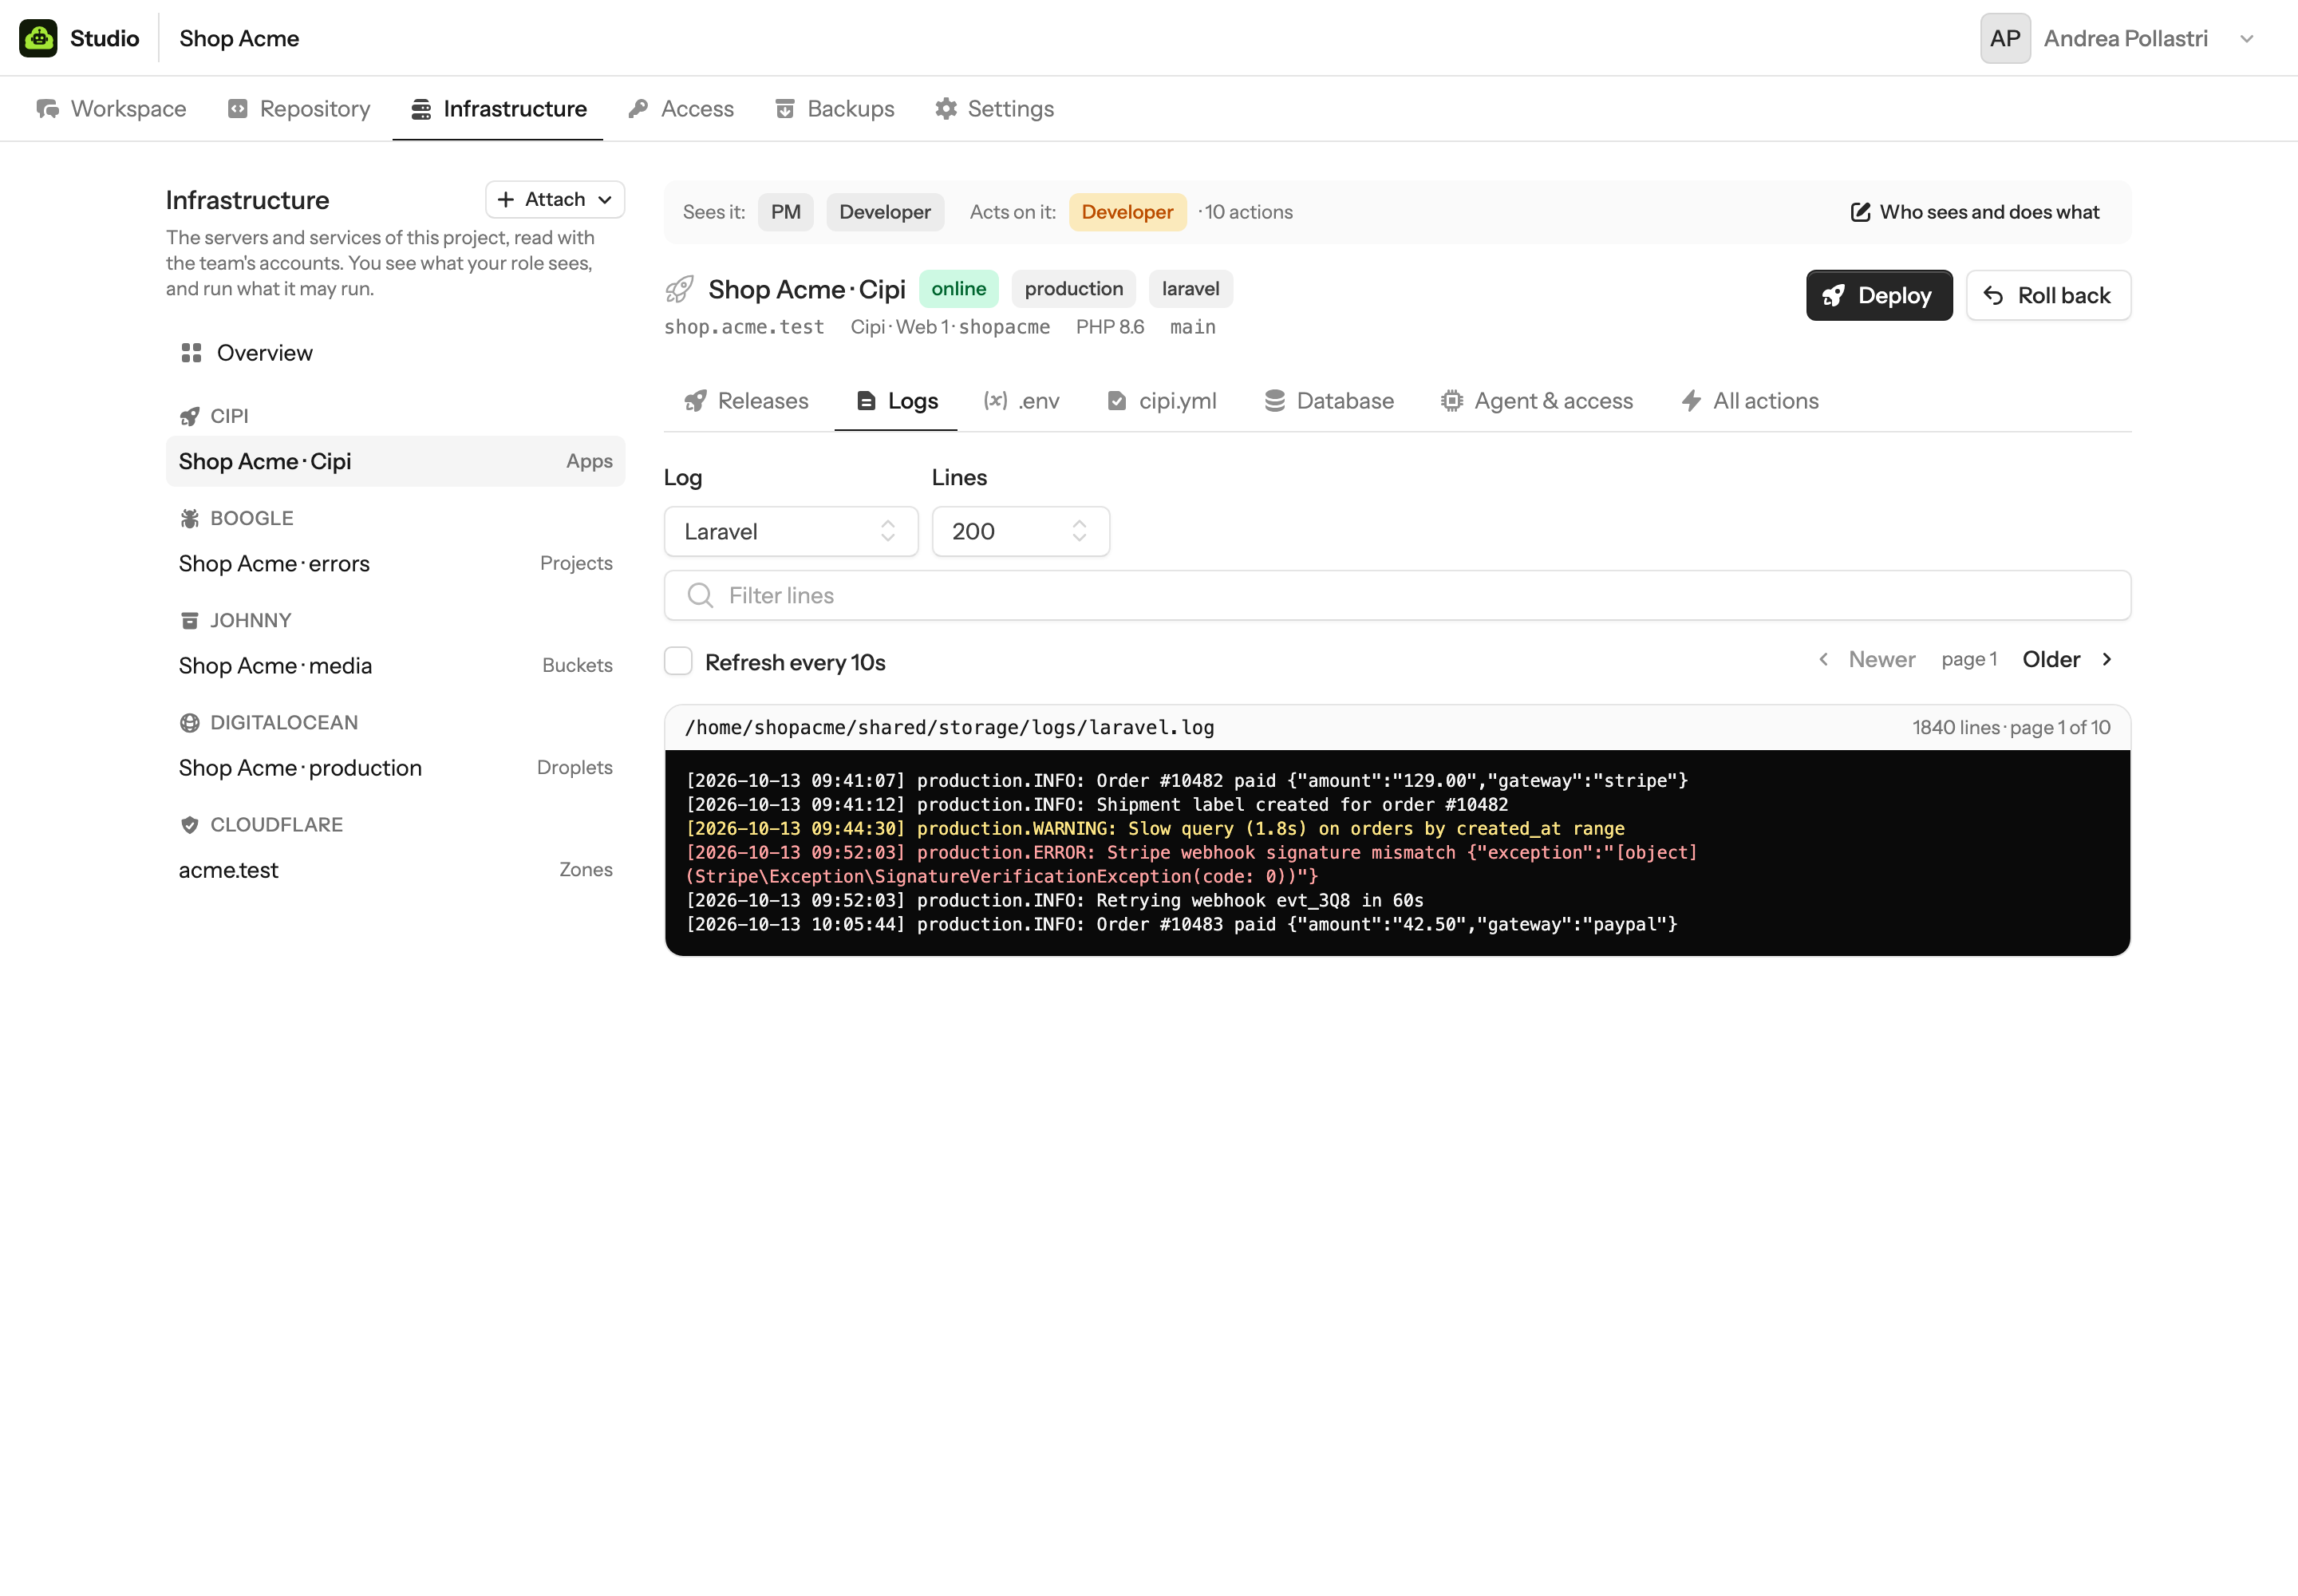 Studio
Shop Acme
AP
Andrea Pollastri
Workspace
Repository
Infrastructure
Access
Backups
Settings
Infrastructure
+ Attach
The servers and services of this project, read with
the team's accounts. You see what your role sees,
and run what it may run.
Overview
CIPI
Shop Acme · Cipi Apps
BOOGLE
Shop Acme · errors Projects
JOHNNY
Shop Acme · media Buckets
DIGITALOCEAN
Shop Acme · production Droplets
CLOUDFLARE
acme.test Zones
Sees it: PM Developer Acts on it: Developer · 10 actions
Who sees and does what
Shop Acme · Cipi online production laravel
Deploy
Roll back
shop.acme.test Cipi · Web 1 · shopacme PHP 8.6 main
Releases
Logs
(x) .env
cipi.yml
Database
Agent & access
All actions
Log
Lines
Laravel
200
Filter lines
Refresh every 10s
Newer page 1 Older
/home/shopacme/shared/storage/logs/laravel.log
1840 lines · page 1 of 10
[2026-10-13 09:41:07] production.INFO: Order #10482 paid {"amount":"129.00","gateway":"stripe"}
[2026-10-13 09:41:12] production.INFO: Shipment label created for order #10482
[2026-10-13 09:44:30] production.WARNING: Slow query (1.8s) on orders by created_at range
[2026-10-13 09:52:03] production.ERROR: Stripe webhook signature mismatch {"exception":"[object]
(Stripe\Exception\SignatureVerificationException(code: 0))"}
[2026-10-13 09:52:03] production.INFO: Retrying webhook evt_3Q8 in 60s
[2026-10-13 10:05:44] production.INFO: Order #10483 paid {"amount":"42.50","gateway":"paypal"}